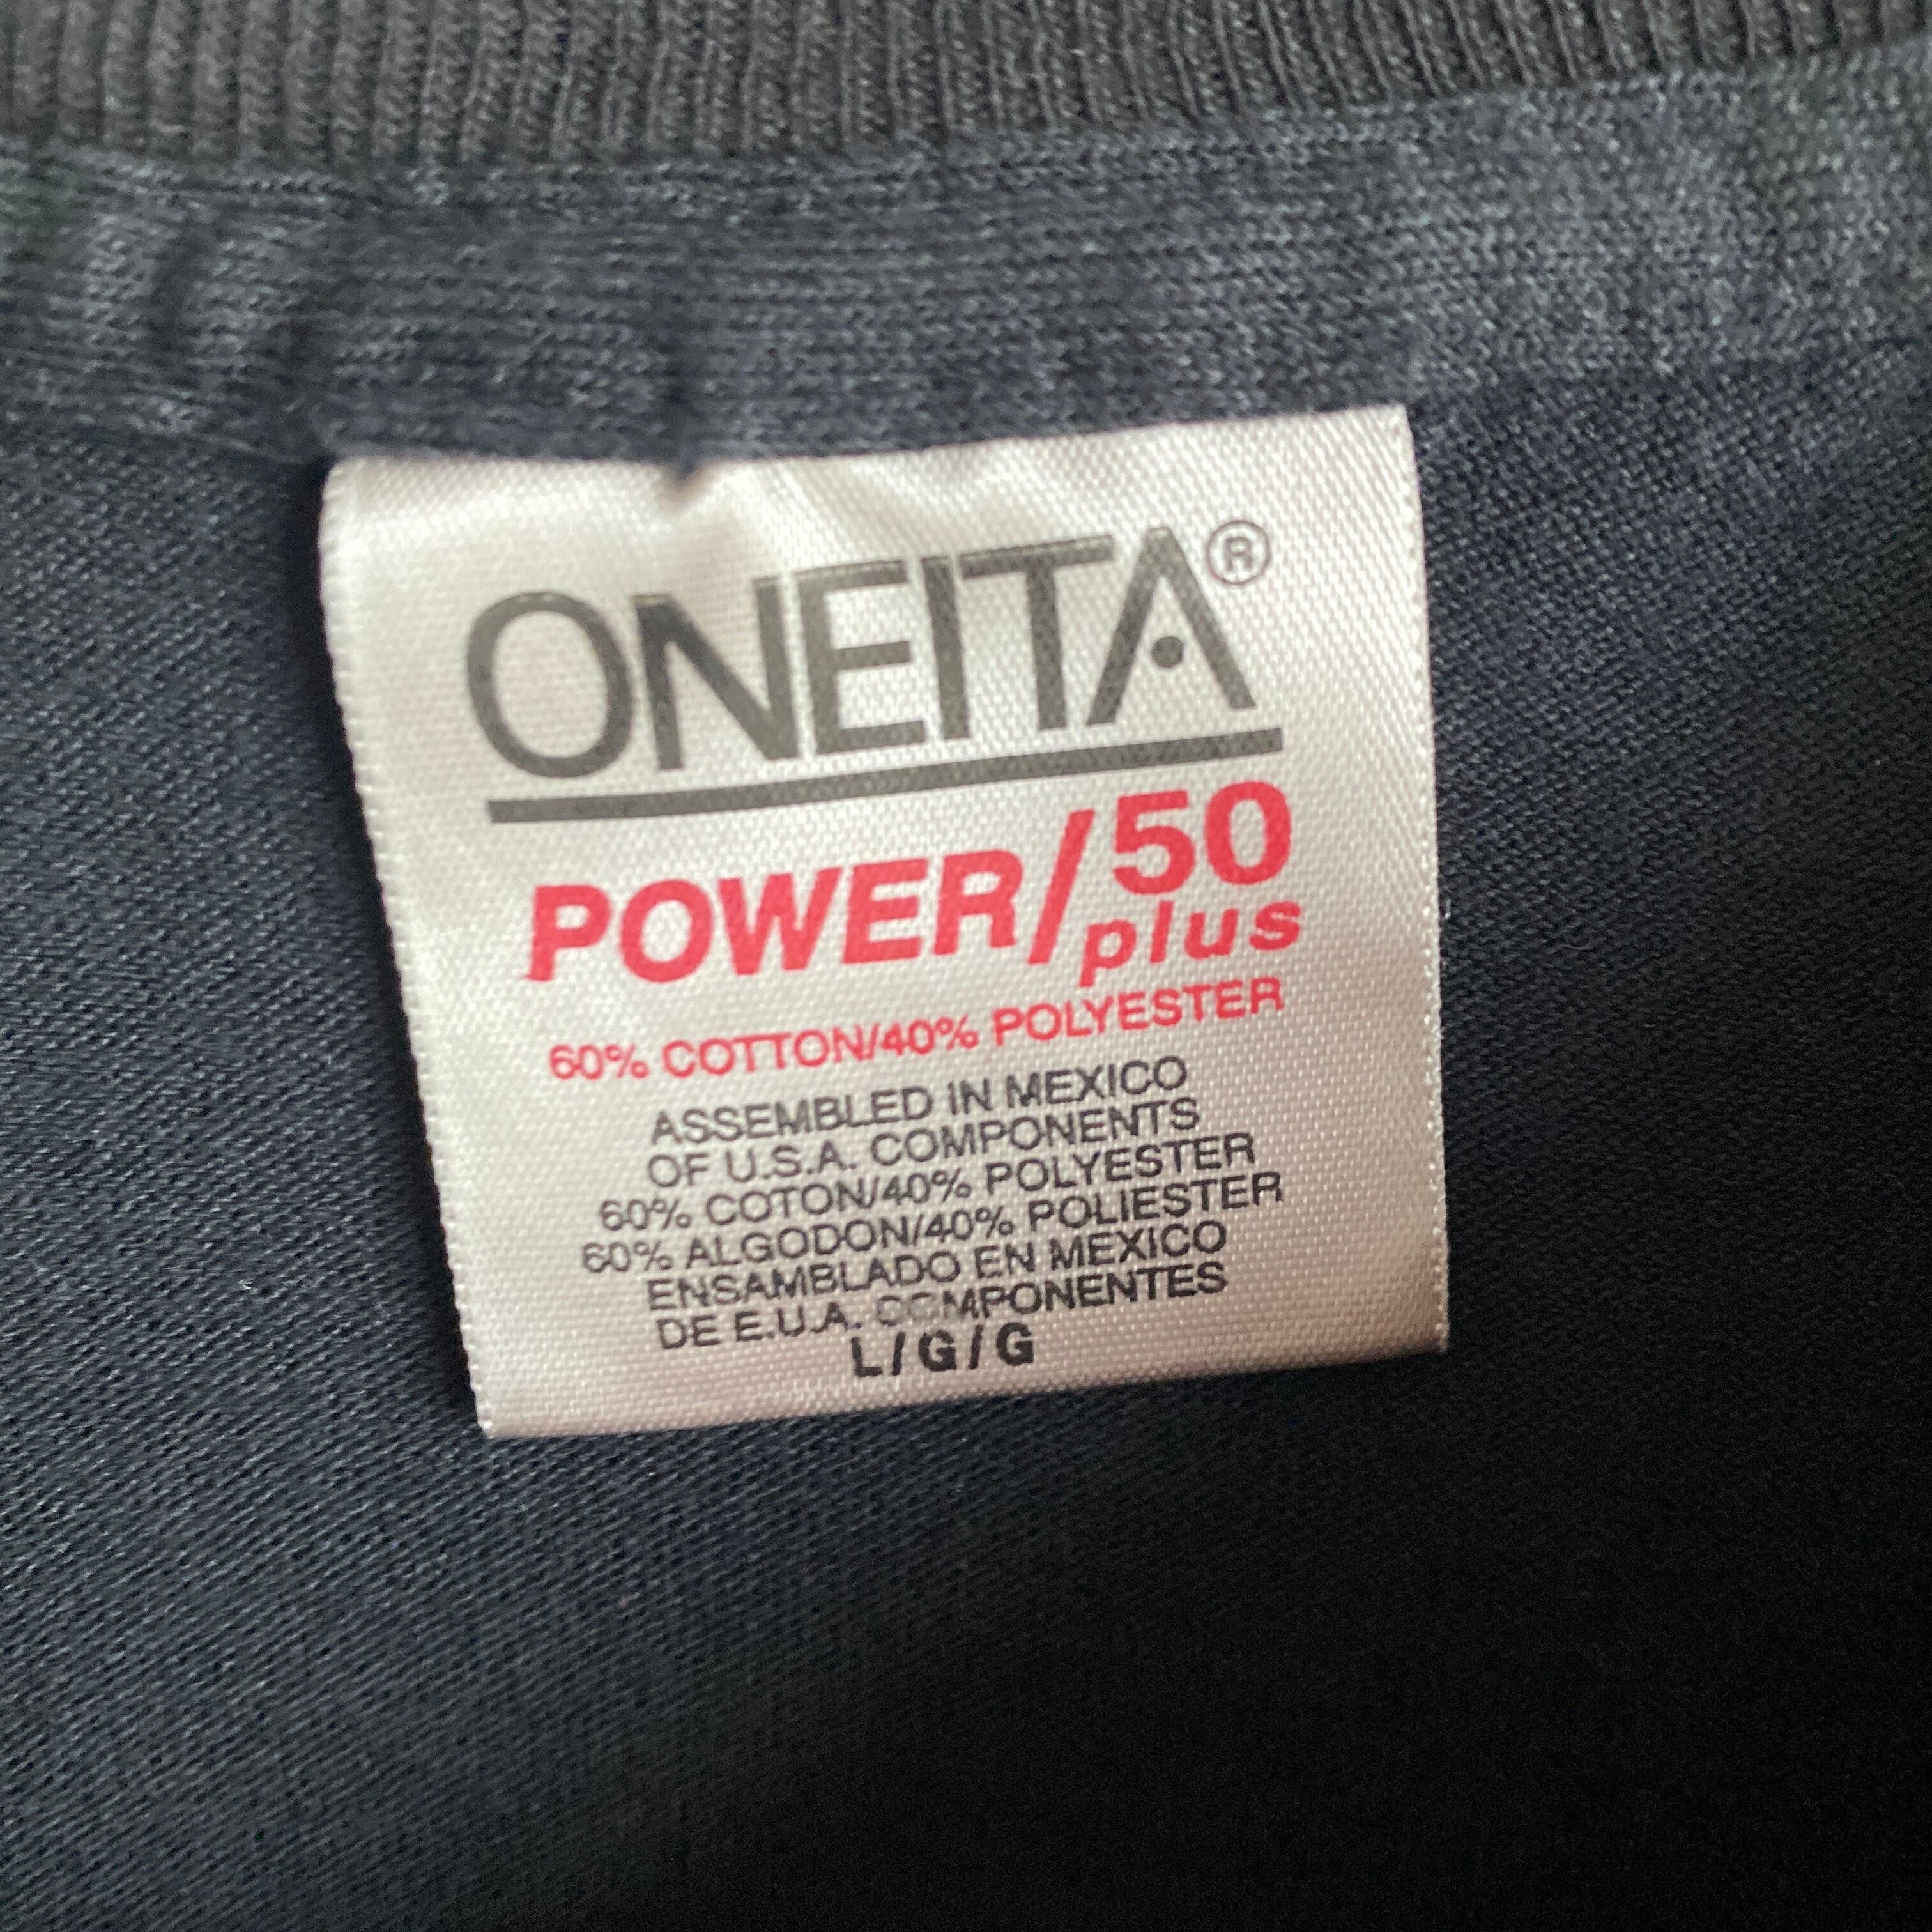 ONEITA®
POWER/50
plus
60% COTTON/40% POLYESTER
ASSEMBLED IN MEXICO
OF U.S.A. COMPONENTS
60% COTON/40% POLYESTER
60% ALGODON/40% POLIESTER
ENSAMBLADO EN MEXICO
DE E.U.A. COMPONENTES
L/G/G